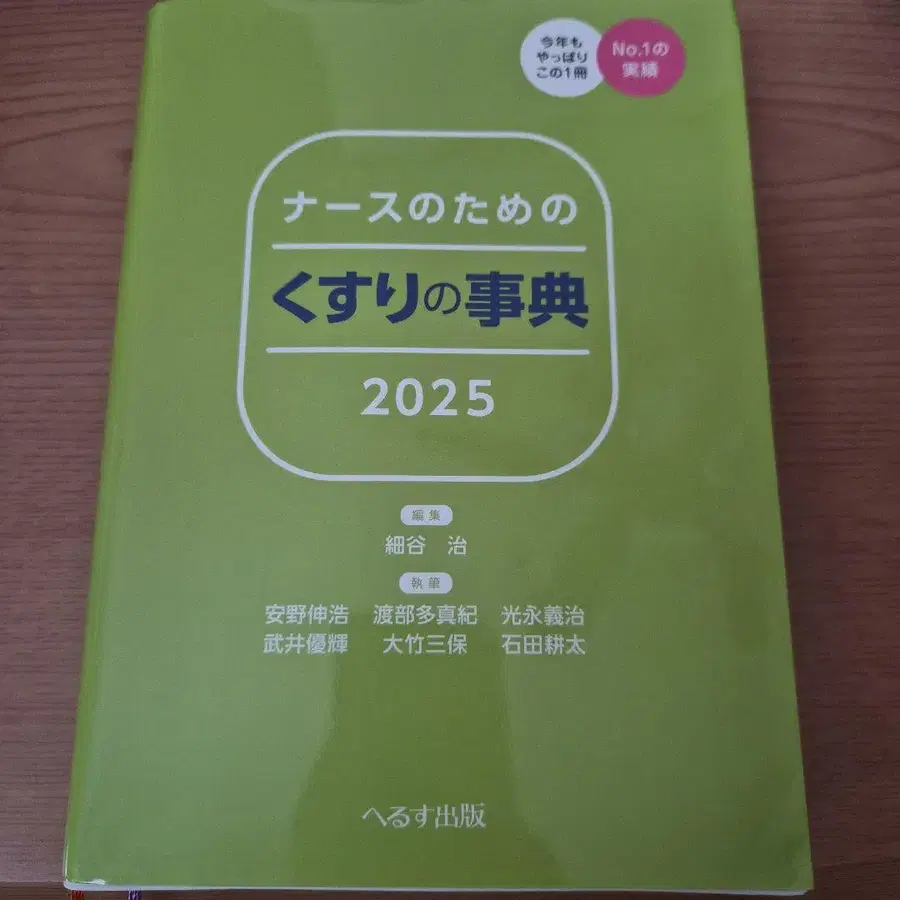 今年も
やっぱり
この1冊
No.1の
実績
ナースのための
くすりの事典
2025
編集
細谷 治
執筆
安野伸浩 渡部多真紀 光永義治
武井優輝 大竹三保 石田耕太
へるす出版